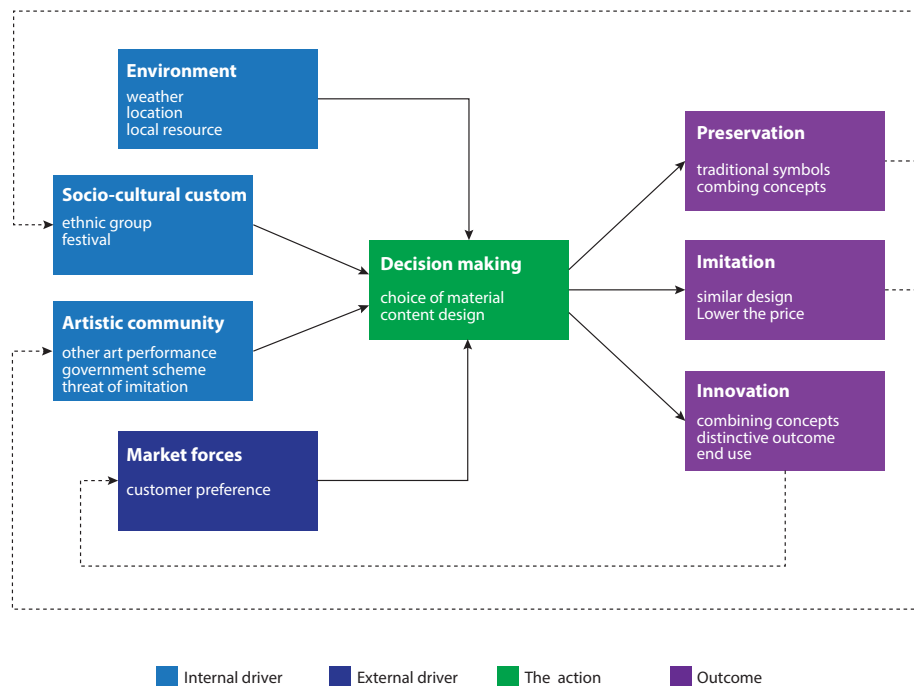 Environment
weather
location
local resource
Socio-cultural custom
ethnic group
festival
Artistic community
other art performance
government scheme
threat of imitation
Market forces
customer preference
Decision making
choice of material
content design
Preservation
traditional symbols
combing concepts
Imitation
similar design
Lower the price
Innovation
combining concepts
distinctive outcome
end use
Internal driver
External driver
The action
Outcome